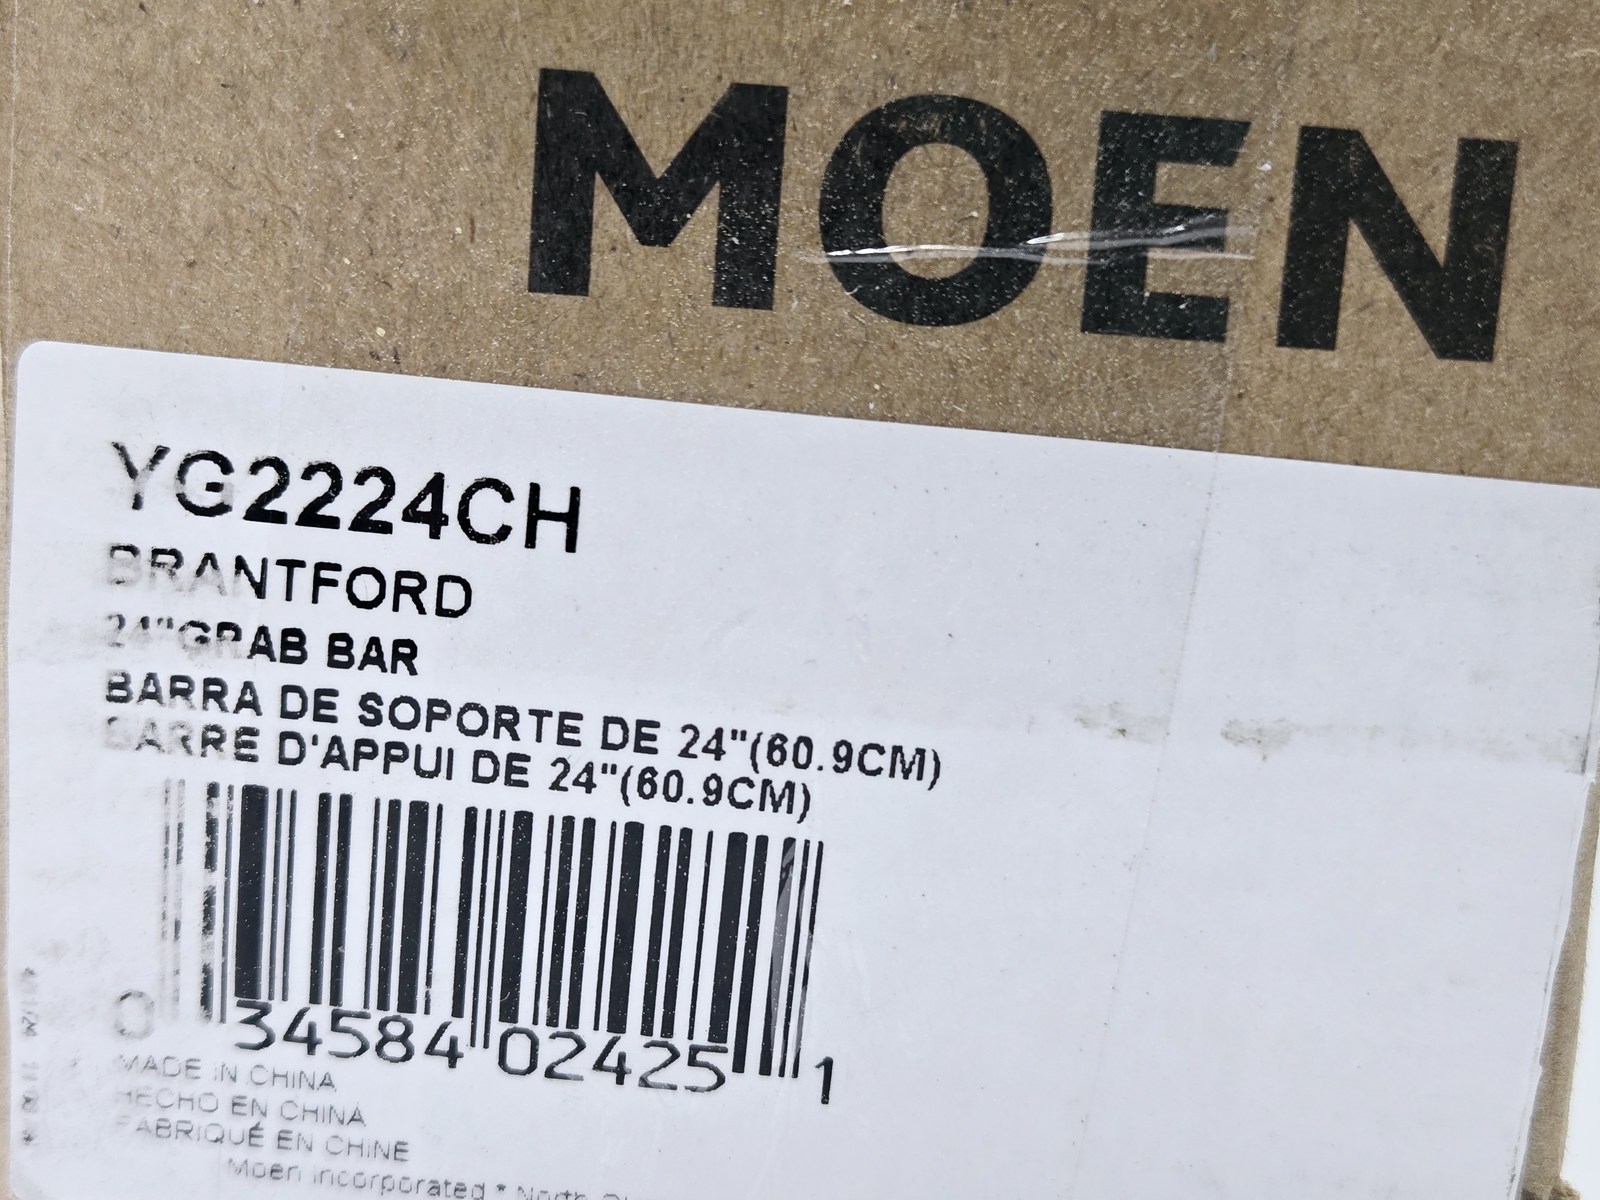 MOEN
YG2224CH
BRANTFORD
24"GRAB BAR
BARRA DE SOPORTE DE 24"(60.9CM)
BARRE D'APPUI DE 24"(60.9CM)
0 34584 02425 1
MADE IN CHINA
HECHO EN CHINA
FABRIQUÉ EN CHINE
Moen Incorporated * North